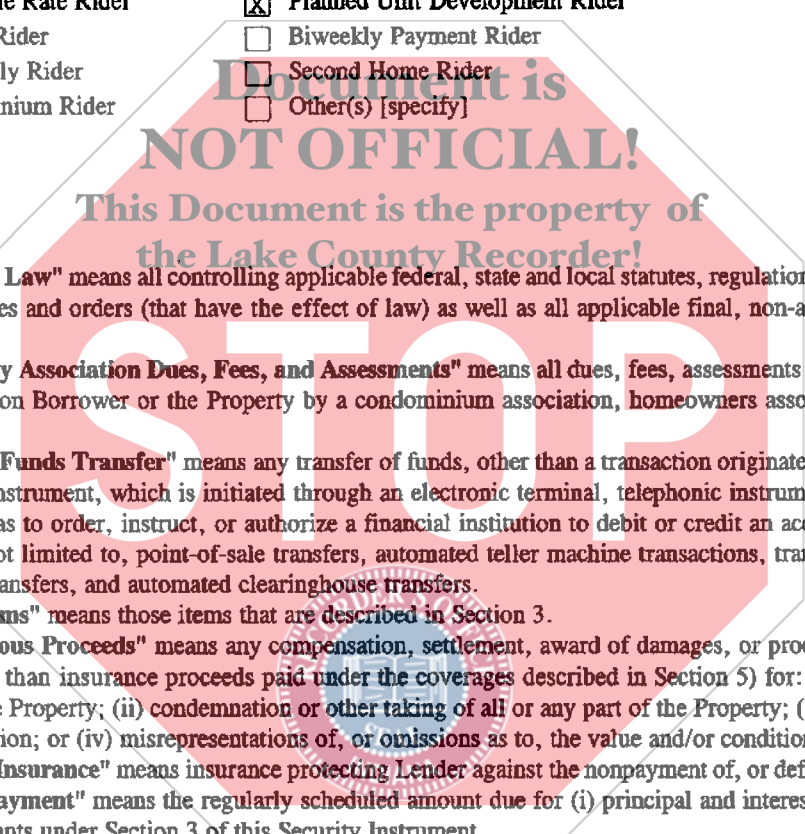 e Rate Rider [X] Planned Unit Development Rider
Rider Biweekly Payment Rider
ly Rider Second Home Rider
nium Rider Other(s) [specify]
Document is
NOT OFFICIAL!
This Document is the property of
the Lake County Recorder!
Law" means all controlling applicable federal, state and local statutes, regulation
es and orders (that have the effect of law) as well as all applicable final, non-a
y Association Dues, Fees, and Assessments" means all dues, fees, assessments
on Borrower or the Property by a condominium association, homeowners asso
Funds Transfer" means any transfer of funds, other than a transaction originate
nstrument, which is initiated through an electronic terminal, telephonic instrum
as to order, instruct, or authorize a financial institution to debit or credit an acc
ot limited to, point-of-sale transfers, automated teller machine transactions, tran
ansfers, and automated clearinghouse transfers.
ms" means those items that are described in Section 3.
ous Proceeds" means any compensation, settlement, award of damages, or proc
than insurance proceeds paid under the coverages described in Section 5) for:
e Property; (ii) condemnation or other taking of all or any part of the Property; (
ion; or (iv) misrepresentations of, or omissions as to, the value and/or condition
Insurance" means insurance protecting Lender against the nonpayment of, or def
ayment" means the regularly scheduled amount due for (i) principal and interes
nts under Section 3 of this Security Instrument.
STOP